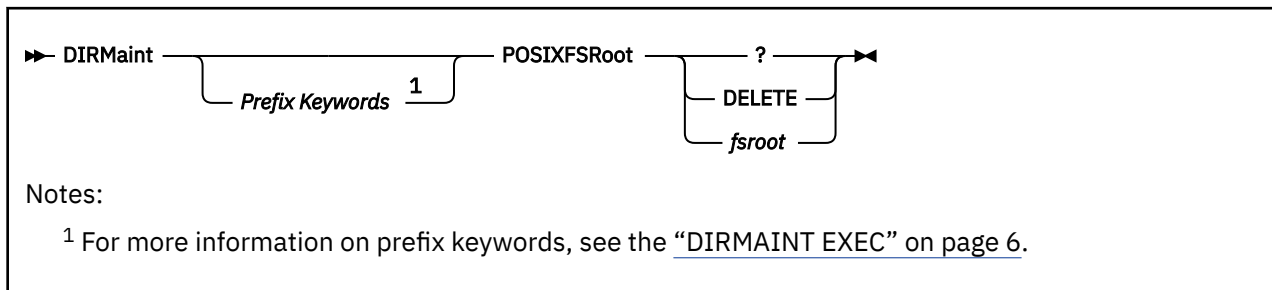 DIRMaint Prefix Keywords 1 POSIXFSRoot ?
DELETE
fsroot
Notes:
1 For more information on prefix keywords, see the “DIRMAINT EXEC” on page 6.